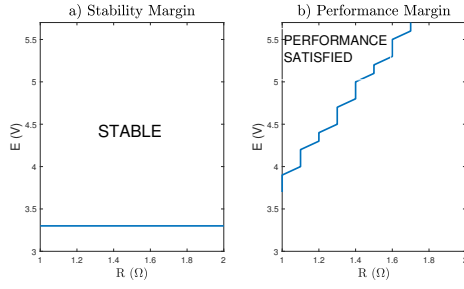 a) Stability Margin
5.5
5
4.5
4
3.5
3
E (V)
STABLE
1
1.2
1.4
1.6
1.8
2
R (Ω)
b) Performance Margin
PERFORMANCE
SATISFIED
5.5
5
4.5
4
3.5
3
E (V)
1
1.2
1.4
1.6
1.8
2
R (Ω)